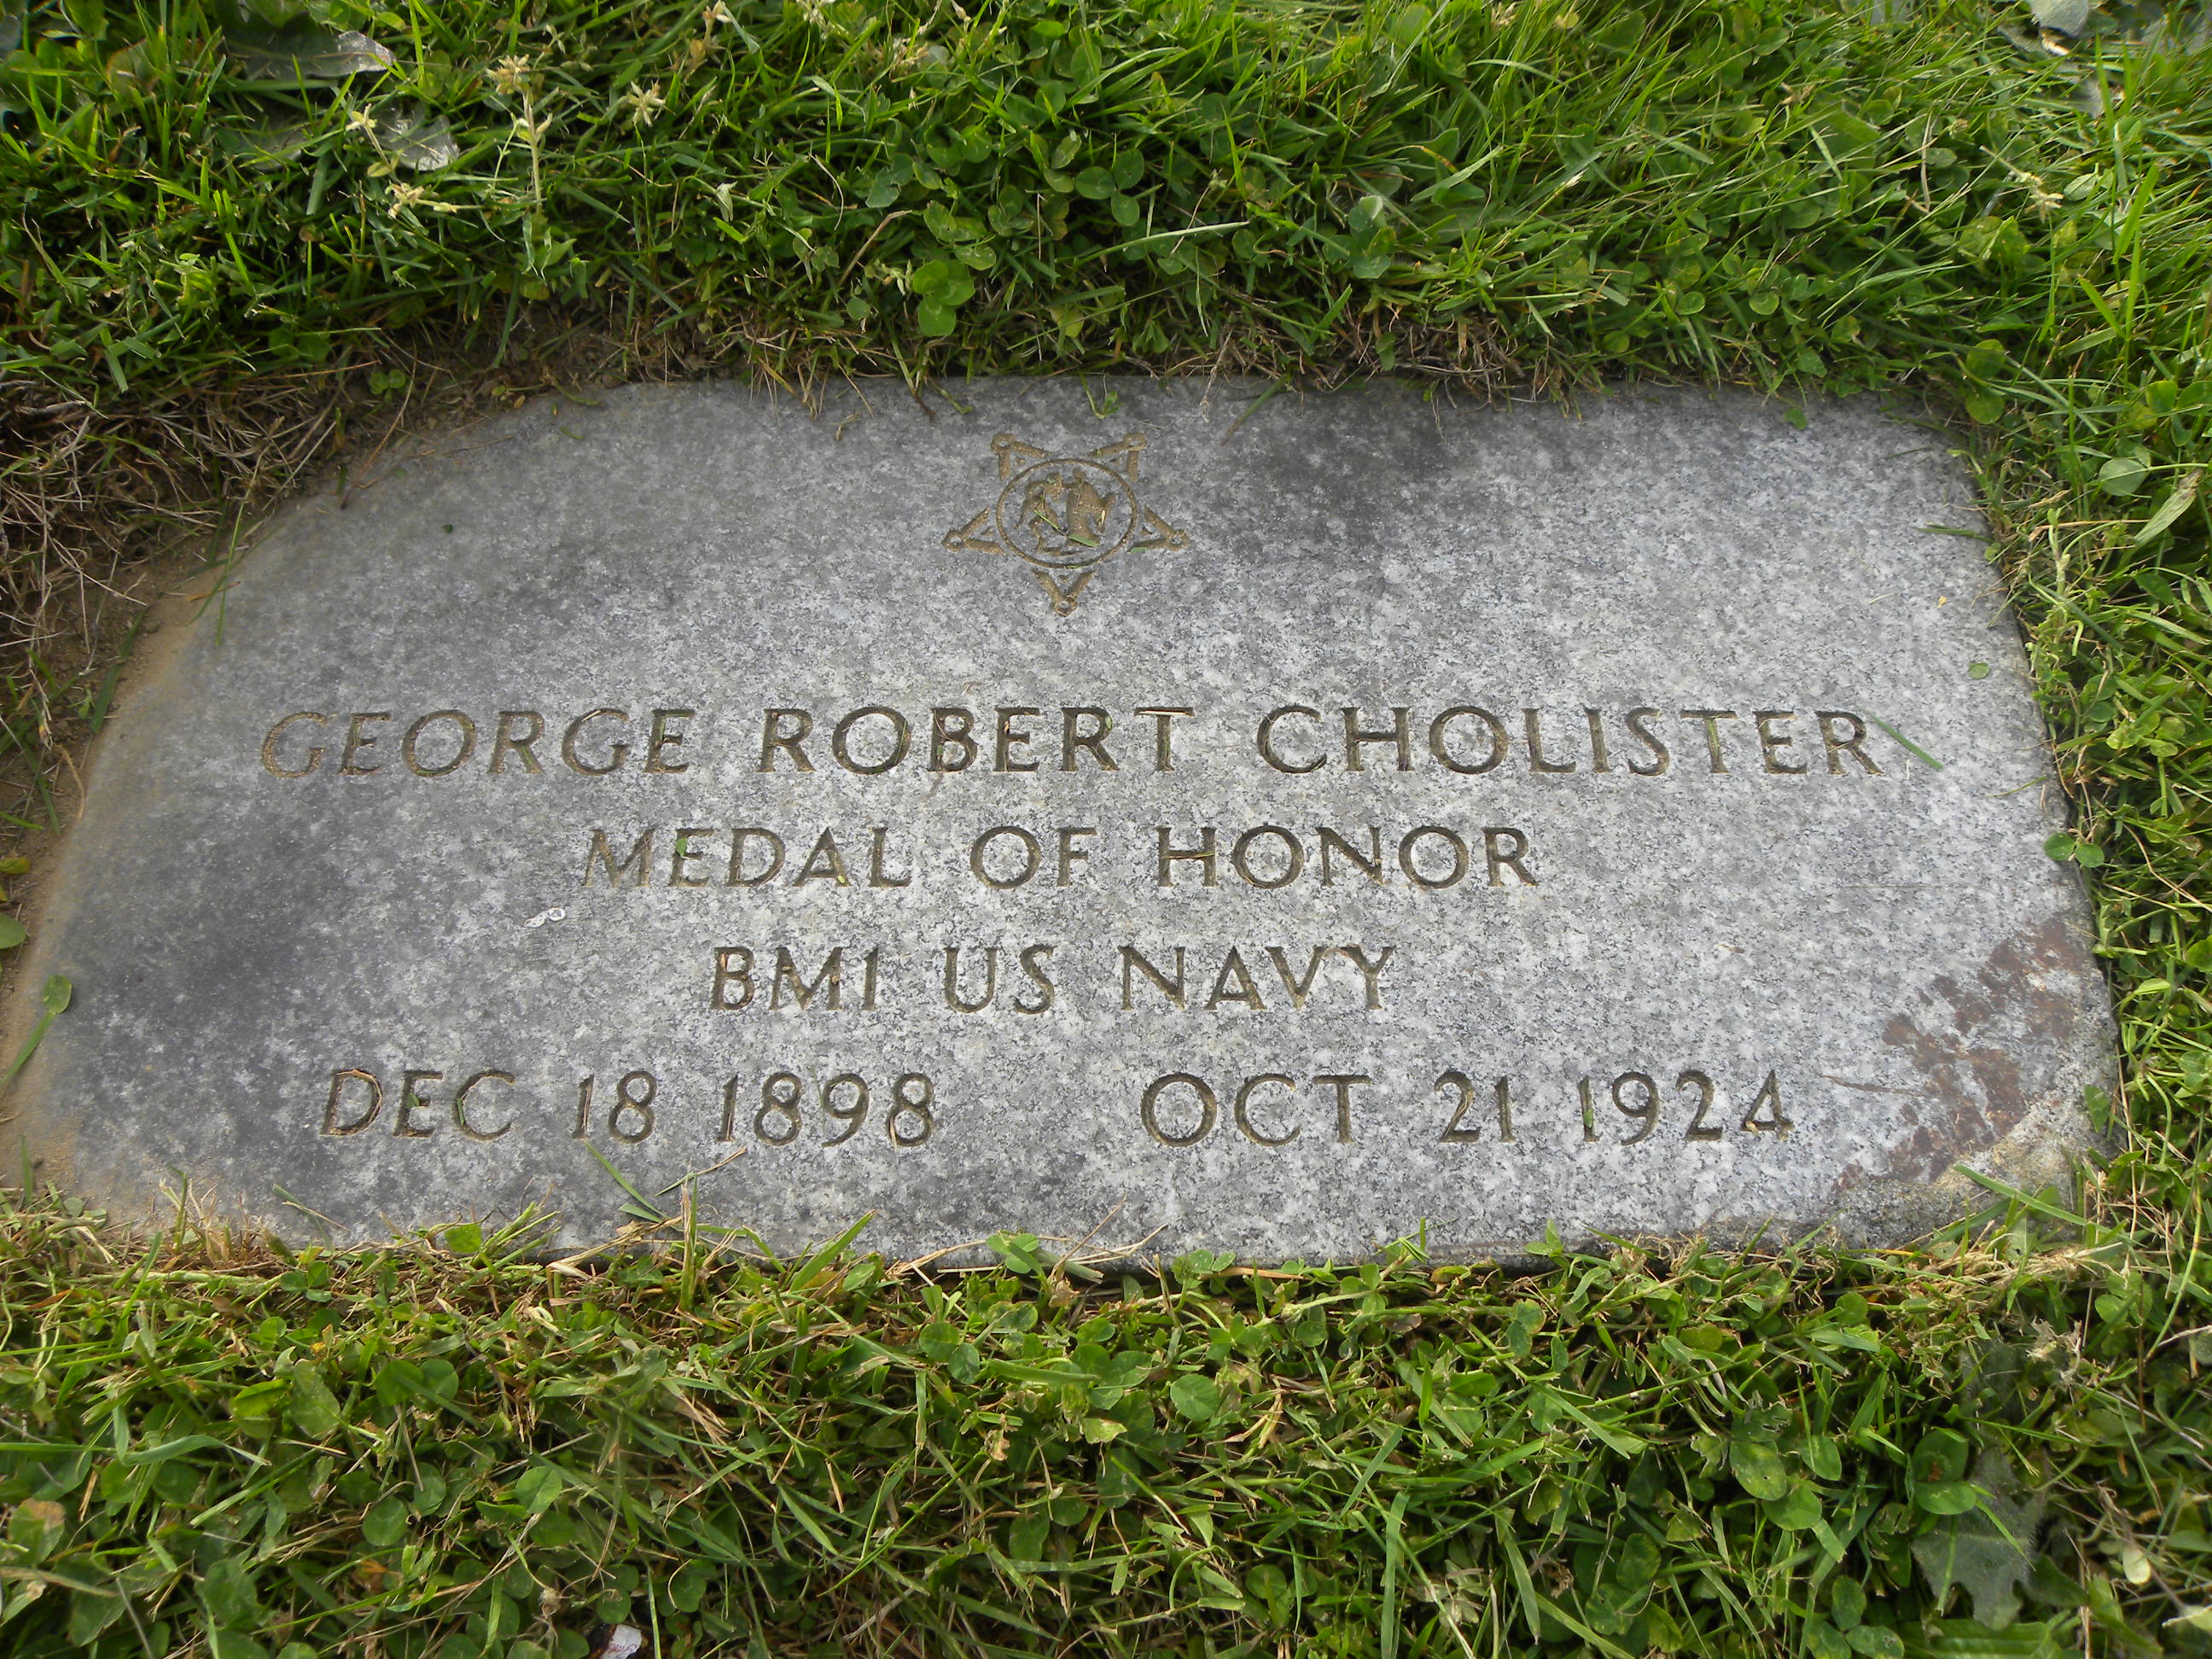 GEORGE ROBERT CHOLISTER
MEDAL OF HONOR
BM1 US NAVY
DEC 18 1898 OCT 21 1924